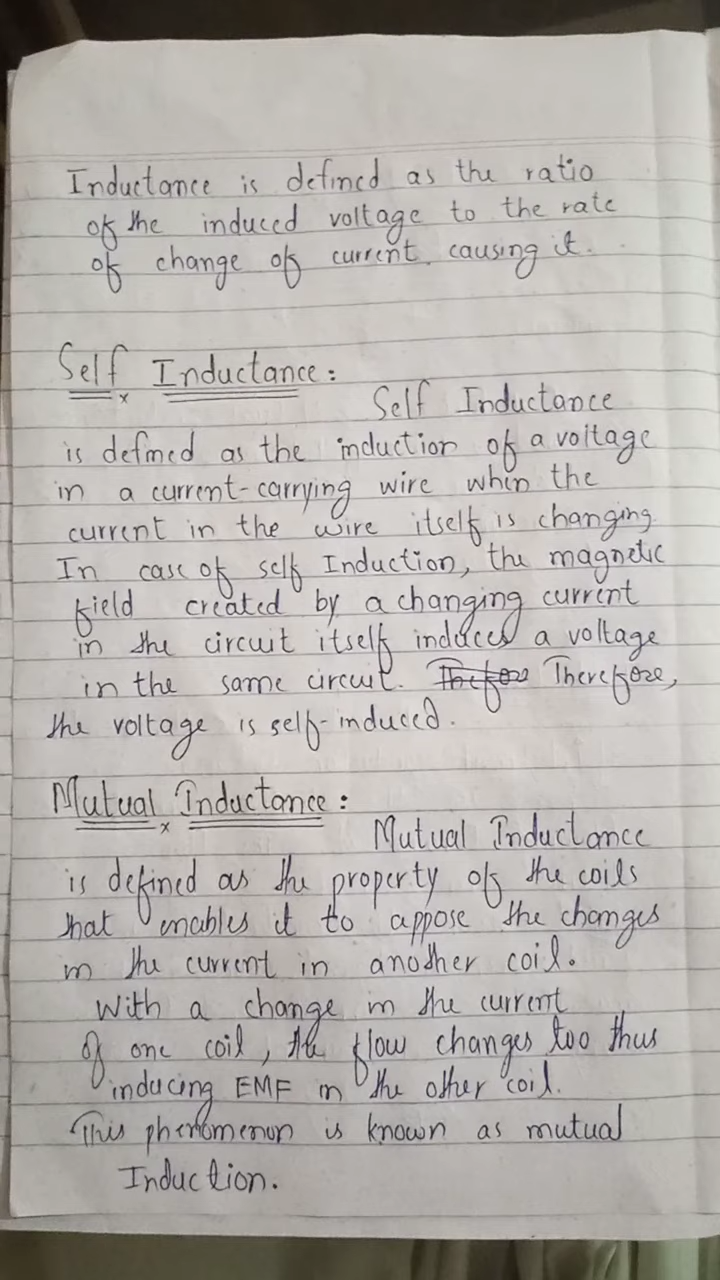 Inductance is defined as the ratio
of the induced voltage to the rate
of change of current causing it.
Self Inductance:
Self Inductance
is defined as the induction of a voltage
in a current-carrying wire when the
current in the wire itself is changing
In case of self Induction, the magnetic
field created by a changing current
in the circuit itself induces a voltage
in the same circuit. Therefore,
the voltage is self-induced.
Mutual Inductance:
Mutual Inductance
is defined as the property of the coils
that enables it to appose the changes
in the current in another coil.
With a change in the current
of one coil, the flow changes too thus
inducing EMF in the other coil.
This phenomenon is known as mutual
Induction.